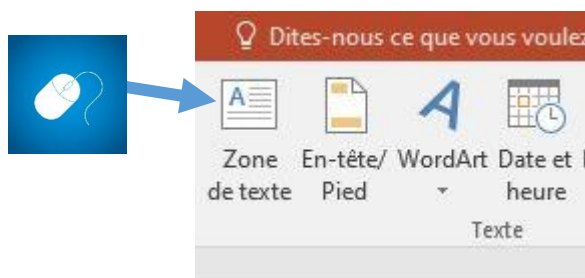 Dites-nous ce que vous voulez
A
Zone de texte
En-tête/ Pied
A
WordArt
Date et heure
Texte